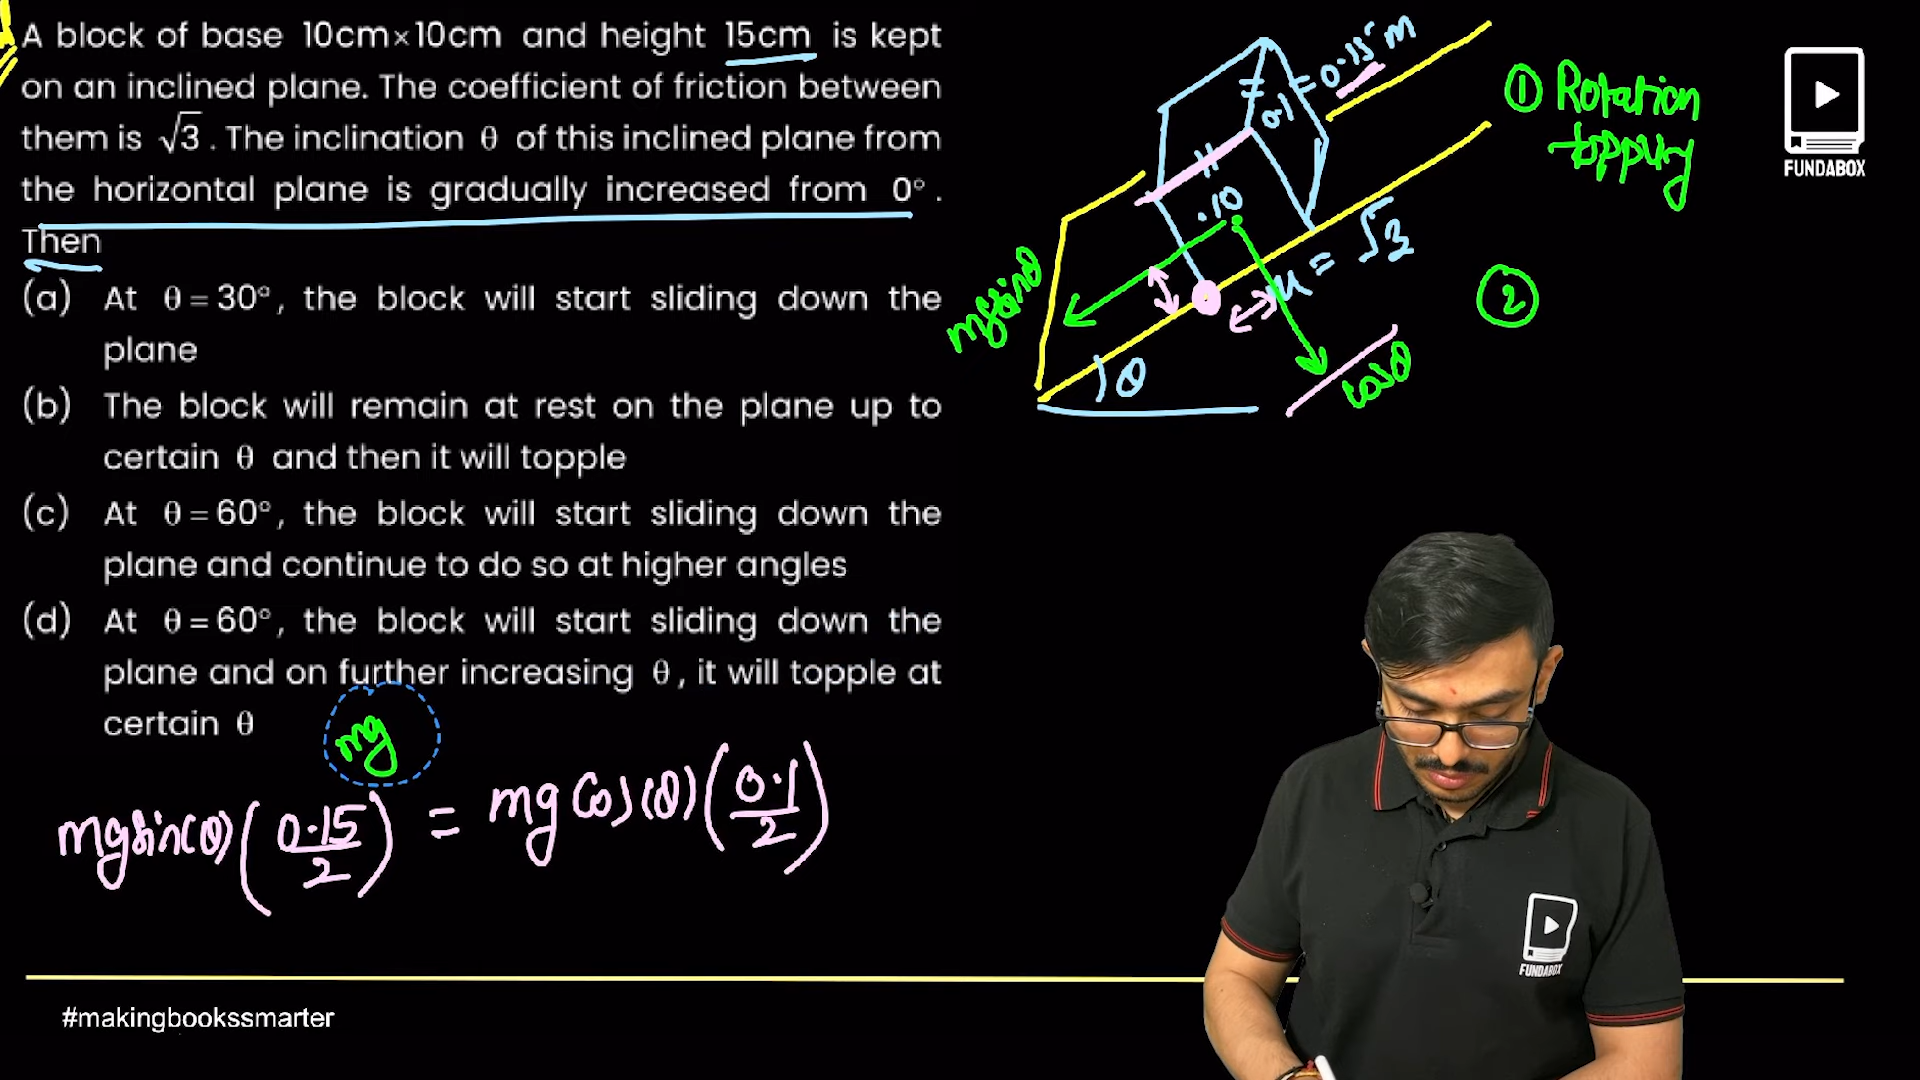 A block of base 10cm×10cm and height 15cm is kept
on an inclined plane. The coefficient of friction between
them is √3. The inclination θ of this inclined plane from
the horizontal plane is gradually increased from 0°.
Then
(a) At θ = 30°, the block will start sliding down the
plane
(b) The block will remain at rest on the plane up to
certain θ and then it will topple
(c) At θ = 60°, the block will start sliding down the
plane and continue to do so at higher angles
(d) At θ = 60°, the block will start sliding down the
plane and on further increasing θ, it will topple at
certain θ
mg
mgsin(θ)(0.15/2) = mg cos(θ)(0.1/2)
= 0.15 m
0.1
.10
μ = √3
mgsinθ
θ
cosθ
① Rotation
②
FUNDABOX
FUNDABOX
#makingbookssmarter